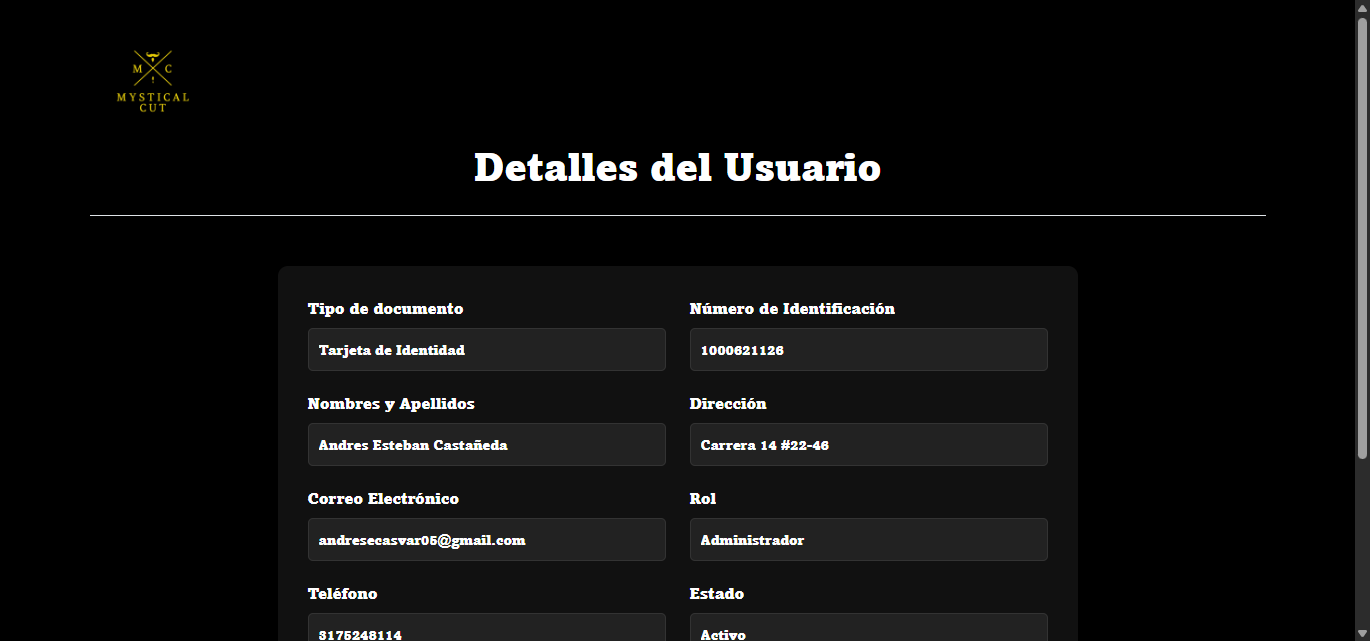 M C
MYSTICAL
CUT
Detalles del Usuario
Tipo de documento
Tarjeta de Identidad
Número de Identificación
1000621126
Nombres y Apellidos
Andres Esteban Castañeda
Dirección
Carrera 14 #22-46
Correo Electrónico
andresecasvar05@gmail.com
Rol
Administrador
Teléfono
3175248114
Estado
Activo